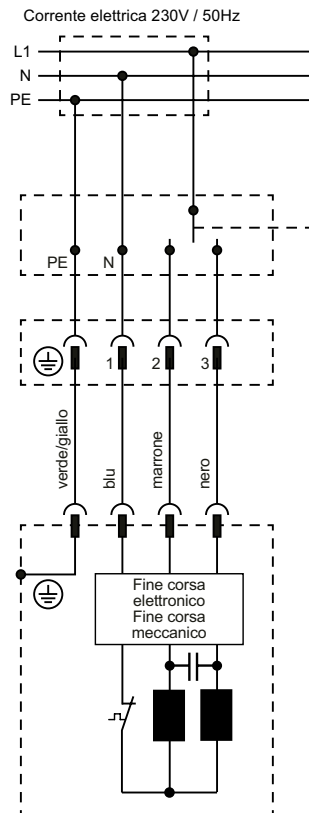 Corrente elettrica 230V / 50Hz
L1
N
PE
PE
N
1
2
3
verde/giallo
blu
marrone
nero
Fine corsa
elettronico
Fine corsa
meccanico